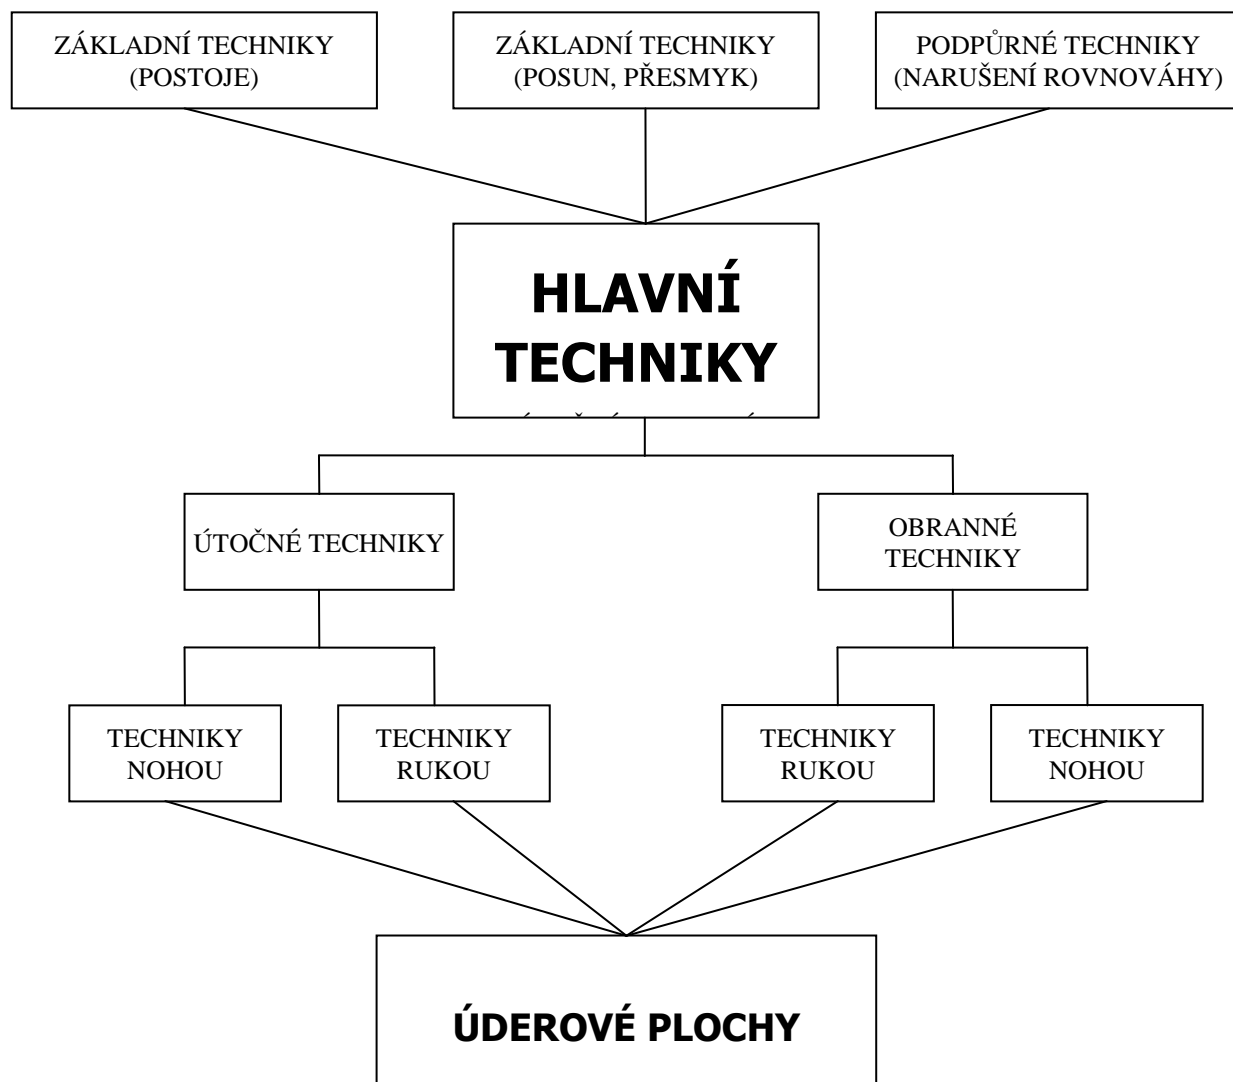 ZÁKLADNÍ TECHNIKY
(POSTOJE)
ZÁKLADNÍ TECHNIKY
(POSUN, PŘESMYK)
PODPŮRNÉ TECHNIKY
(NARUŠENÍ ROVNOVÁHY)
HLAVNÍ
TECHNIKY
ÚTOČNÉ TECHNIKY
OBRANNÉ
TECHNIKY
TECHNIKY
NOHOU
TECHNIKY
RUKOU
TECHNIKY
RUKOU
TECHNIKY
NOHOU
ÚDEROVÉ PLOCHY